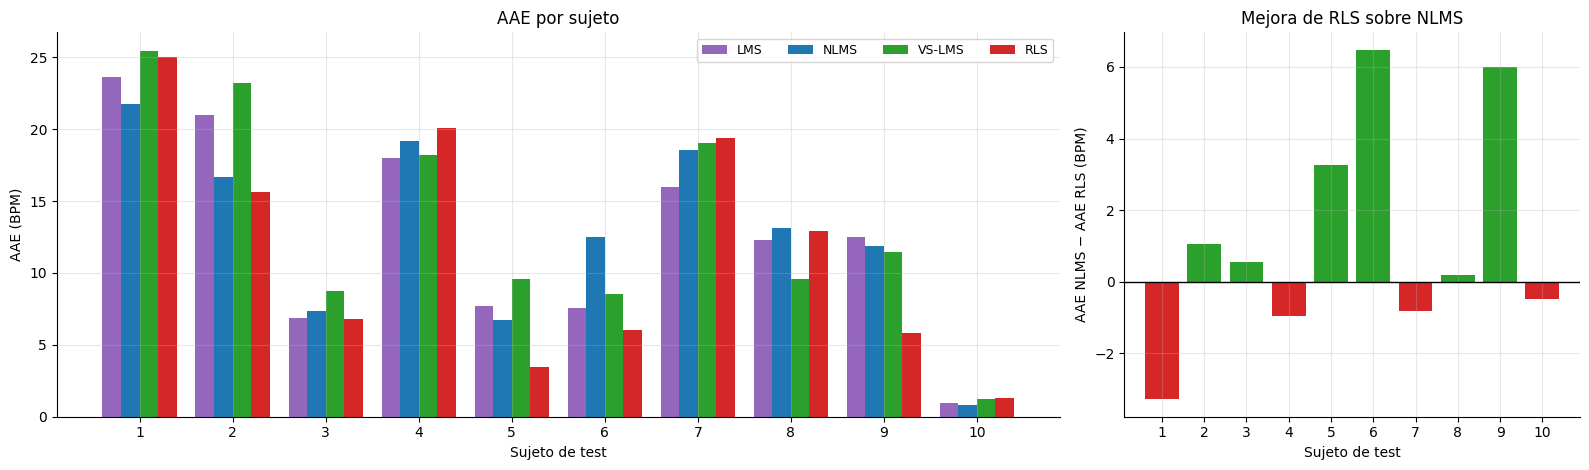 AAE por sujeto
LMS NLMS VS-LMS RLS
AAE (BPM)
25
20
15
10
5
0
1 2 3 4 5 6 7 8 9 10
Sujeto de test
Mejora de RLS sobre NLMS
AAE NLMS − AAE RLS (BPM)
6
4
2
0
−2
1 2 3 4 5 6 7 8 9 10
Sujeto de test